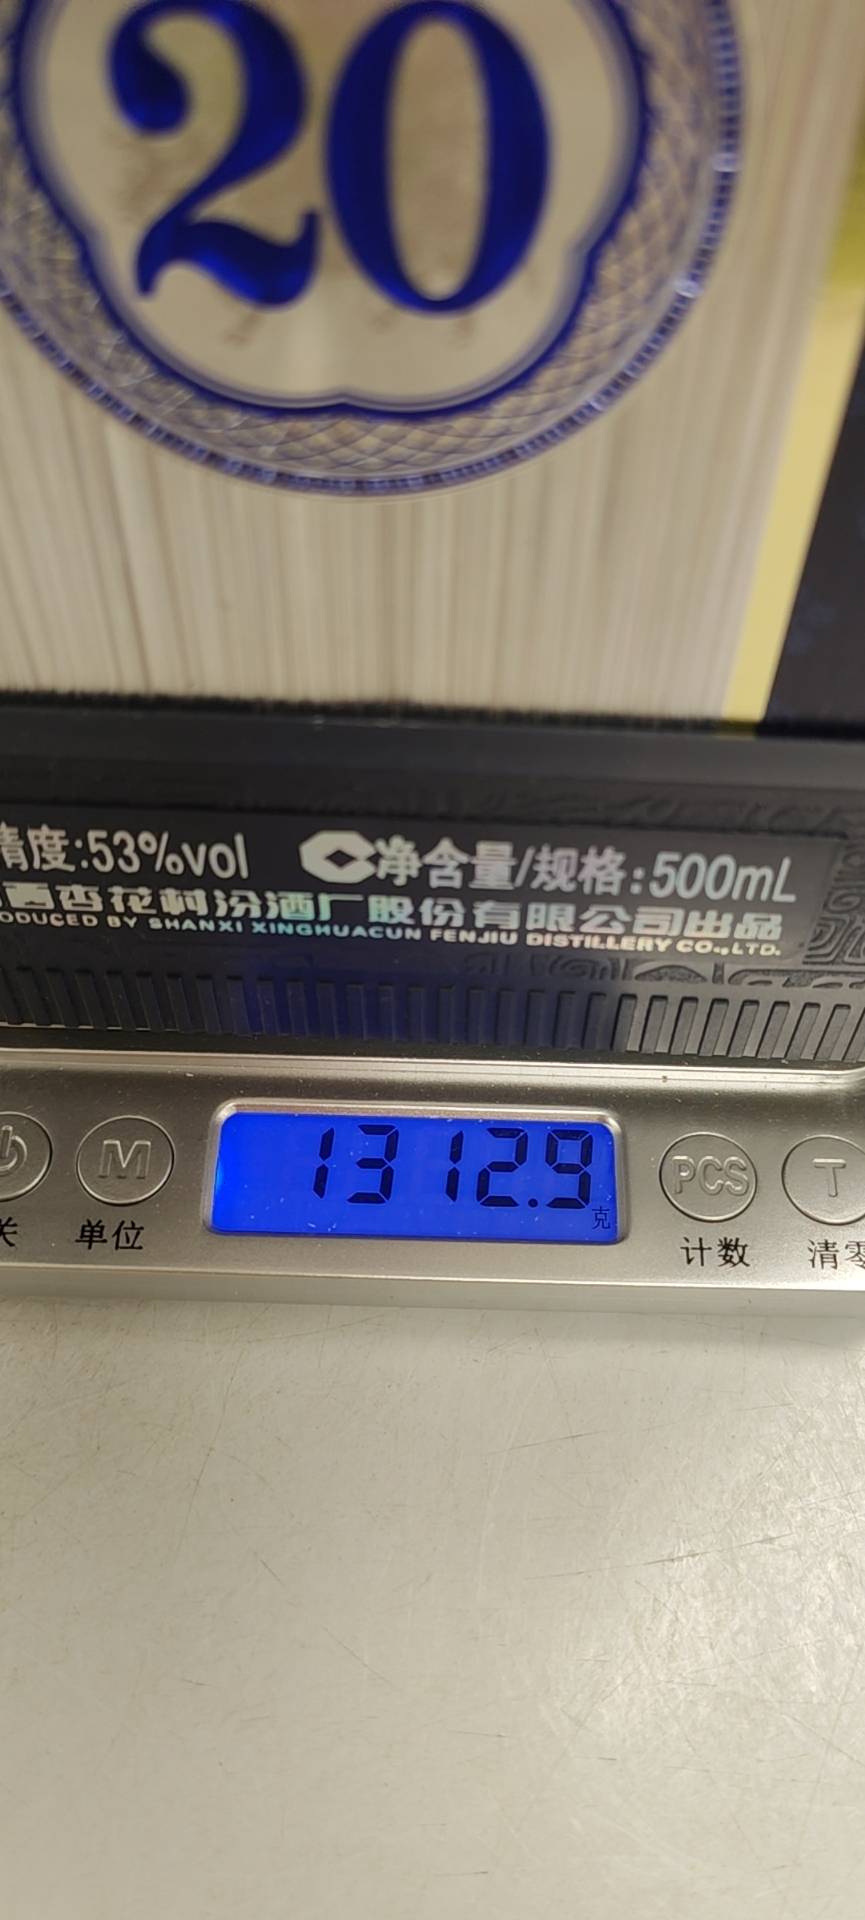 20
精度:53%vol 净含量/规格:500mL
西杏花村汾酒厂股份有限公司出品
ODUCED BY SHANXI XINGHUACUN FENJIU DISTILLERY CO.,LTD.
M 1312.9 克 PCS T
关 单位 计数 清零